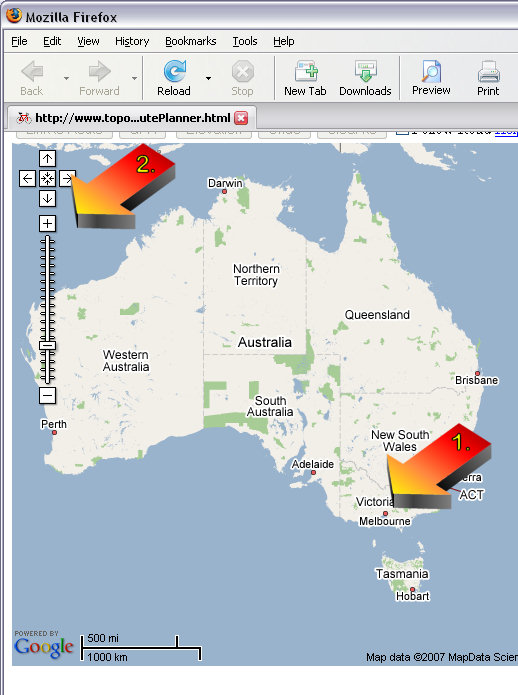 Mozilla Firefox
File Edit View History Bookmarks Tools Help
Back Forward Reload Stop New Tab Downloads Preview Print
http://www.topo...utePlanner.html
2.
Darwin
Northern
Territory
Queensland
Australia
Western
Australia
Brisbane
South
Australia
Perth
New South
Wales
1.
Adelaide
erra
ACT
Victoria
Melbourne
Tasmania
Hobart
POWERED BY
Google
500 mi
1000 km
Map data ©2007 MapData Scien